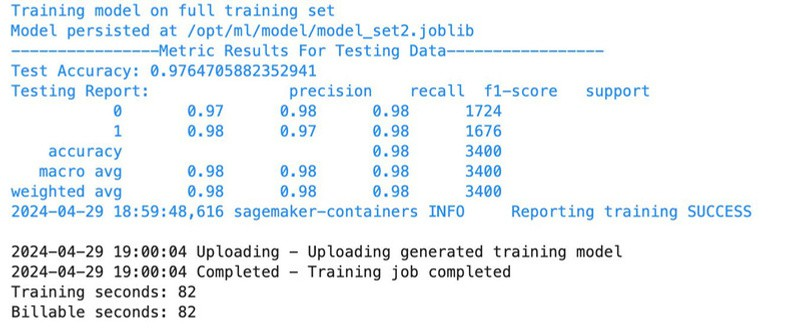 Training model on full training set
Model persisted at /opt/ml/model/model_set2.joblib
----------------Metric Results For Testing Data-----------------
Test Accuracy: 0.9764705882352941
Testing Report:               precision    recall  f1-score   support
           0       0.97      0.98      0.98      1724
           1       0.98      0.97      0.98      1676
    accuracy                           0.98      3400
   macro avg       0.98      0.98      0.98      3400
weighted avg       0.98      0.98      0.98      3400
2024-04-29 18:59:48,616 sagemaker-containers INFO     Reporting training SUCCESS
2024-04-29 19:00:04 Uploading - Uploading generated training model
2024-04-29 19:00:04 Completed - Training job completed
Training seconds: 82
Billable seconds: 82